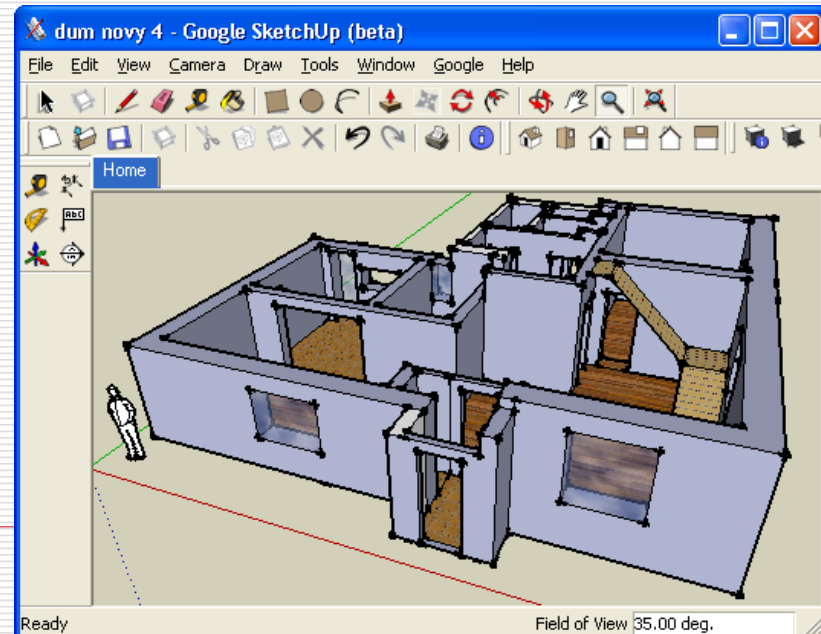 dum novy 4 - Google SketchUp (beta)
File Edit View Camera Draw Tools Window Google Help
Home
ABC
Ready
Field of View 35.00 deg.